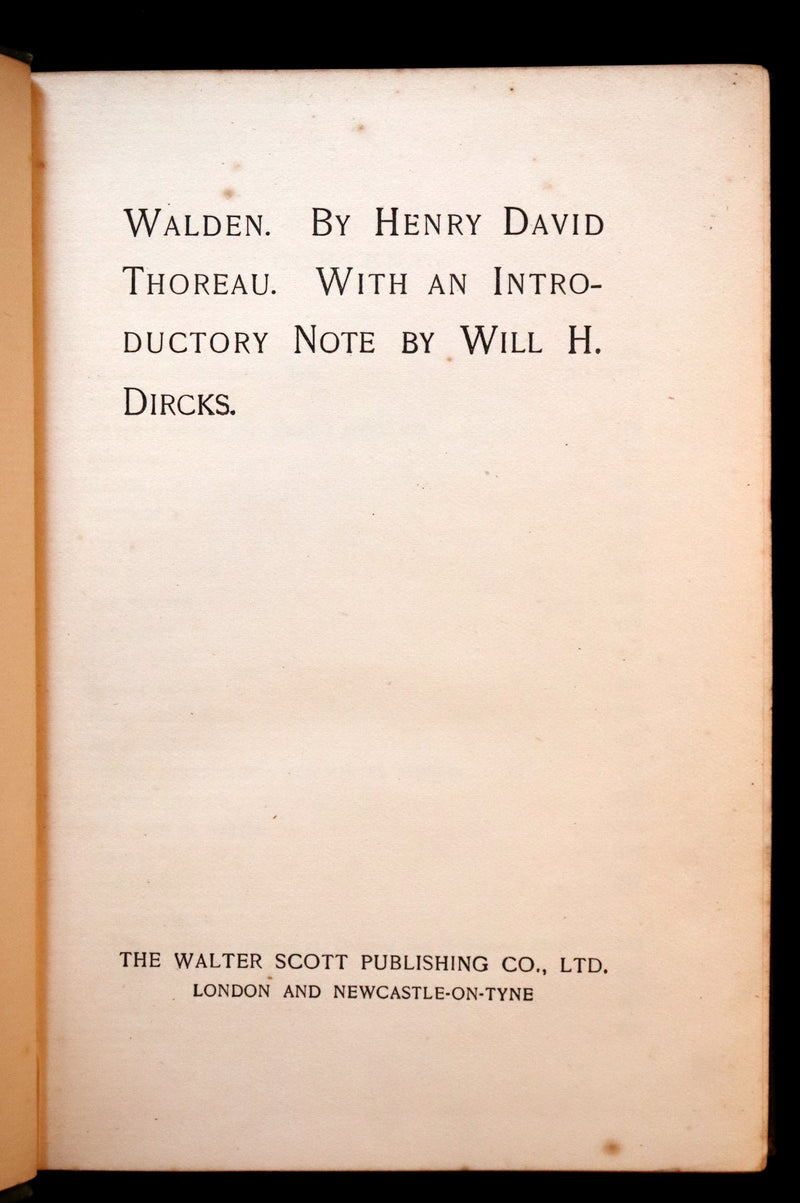 WALDEN. BY HENRY DAVID
THOREAU. WITH AN INTRO-
DUCTORY NOTE BY WILL H.
DIRCKS.
THE WALTER SCOTT PUBLISHING CO., LTD.
LONDON AND NEWCASTLE-ON-TYNE